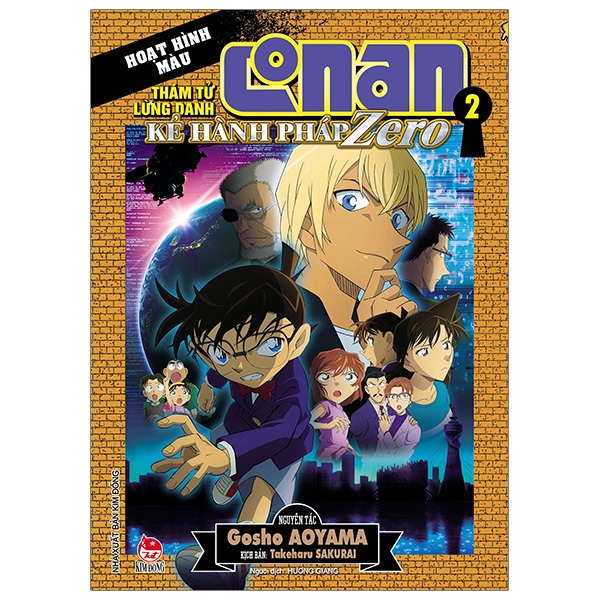 HOẠT HÌNH
MÀU
THÁM TỬ
LỪNG DANH
Conan
KẺ HÀNH PHÁP Zero
2
NGUYÊN TÁC
Gosho AOYAMA
KỊCH BẢN: Takeharu SAKURAI
Người dịch: HƯƠNG GIANG
NHÀ XUẤT BẢN KIM ĐỒNG
KIM ĐỒNG